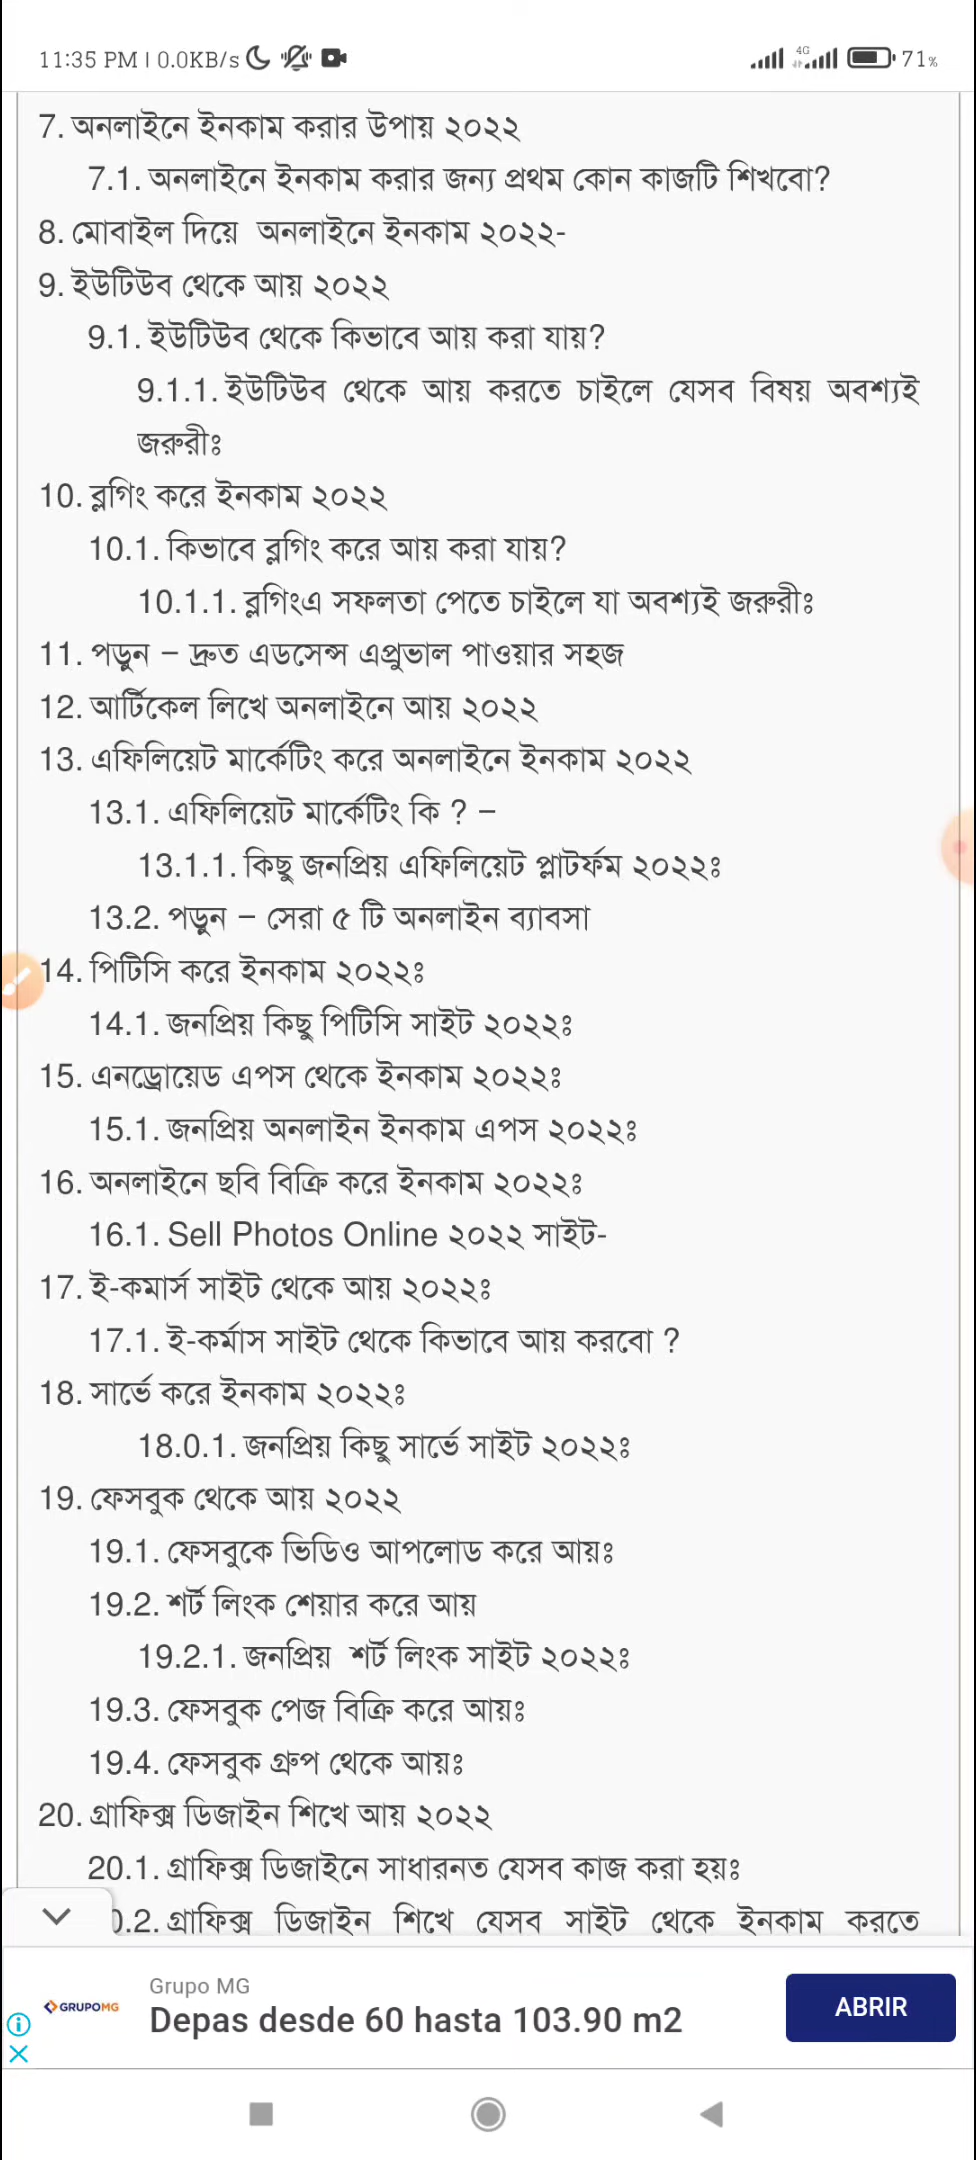 11:35 PM | 0.0KB/s
4G
71%
7. অনলাইনে ইনকাম করার উপায় ২০২২
7.1. অনলাইনে ইনকাম করার জন্য প্রথম কোন কাজটি শিখবো?
8. মোবাইল দিয়ে অনলাইনে ইনকাম ২০২২-
9. ইউটিউব থেকে আয় ২০২২
9.1. ইউটিউব থেকে কিভাবে আয় করা যায়?
9.1.1. ইউটিউব থেকে আয় করতে চাইলে যেসব বিষয় অবশ্যই
জরুরীঃ
10. ব্লগিং করে ইনকাম ২০২২
10.1. কিভাবে ব্লগিং করে আয় করা যায়?
10.1.1. ব্লগিংএ সফলতা পেতে চাইলে যা অবশ্যই জরুরীঃ
11. পড়ুন – দ্রুত এডসেন্স এপ্রুভাল পাওয়ার সহজ
12. আর্টিকেল লিখে অনলাইনে আয় ২০২২
13. এফিলিয়েট মার্কেটিং করে অনলাইনে ইনকাম ২০২২
13.1. এফিলিয়েট মার্কেটিং কি ? –
13.1.1. কিছু জনপ্রিয় এফিলিয়েট প্লাটর্ফম ২০২২ঃ
13.2. পড়ুন – সেরা ৫ টি অনলাইন ব্যাবসা
14. পিটিসি করে ইনকাম ২০২২ঃ
14.1. জনপ্রিয় কিছু পিটিসি সাইট ২০২২ঃ
15. এনড্রোয়েড এপস থেকে ইনকাম ২০২২ঃ
15.1. জনপ্রিয় অনলাইন ইনকাম এপস ২০২২ঃ
16. অনলাইনে ছবি বিক্রি করে ইনকাম ২০২২ঃ
16.1. Sell Photos Online ২০২২ সাইট-
17. ই-কমার্স সাইট থেকে আয় ২০২২ঃ
17.1. ই-কর্মাস সাইট থেকে কিভাবে আয় করবো ?
18. সার্ভে করে ইনকাম ২০২২ঃ
18.0.1. জনপ্রিয় কিছু সার্ভে সাইট ২০২২ঃ
19. ফেসবুক থেকে আয় ২০২২
19.1. ফেসবুকে ভিডিও আপলোড করে আয়ঃ
19.2. শর্ট লিংক শেয়ার করে আয়
19.2.1. জনপ্রিয় শর্ট লিংক সাইট ২০২২ঃ
19.3. ফেসবুক পেজ বিক্রি করে আয়ঃ
19.4. ফেসবুক গ্রুপ থেকে আয়ঃ
20. গ্রাফিক্স ডিজাইন শিখে আয় ২০২২
20.1. গ্রাফিক্স ডিজাইনে সাধারনত যেসব কাজ করা হয়ঃ
0.2. গ্রাফিক্স ডিজাইন শিখে যেসব সাইট থেকে ইনকাম করতে
Grupo MG
GRUPOMG
Depas desde 60 hasta 103.90 m2
ABRIR